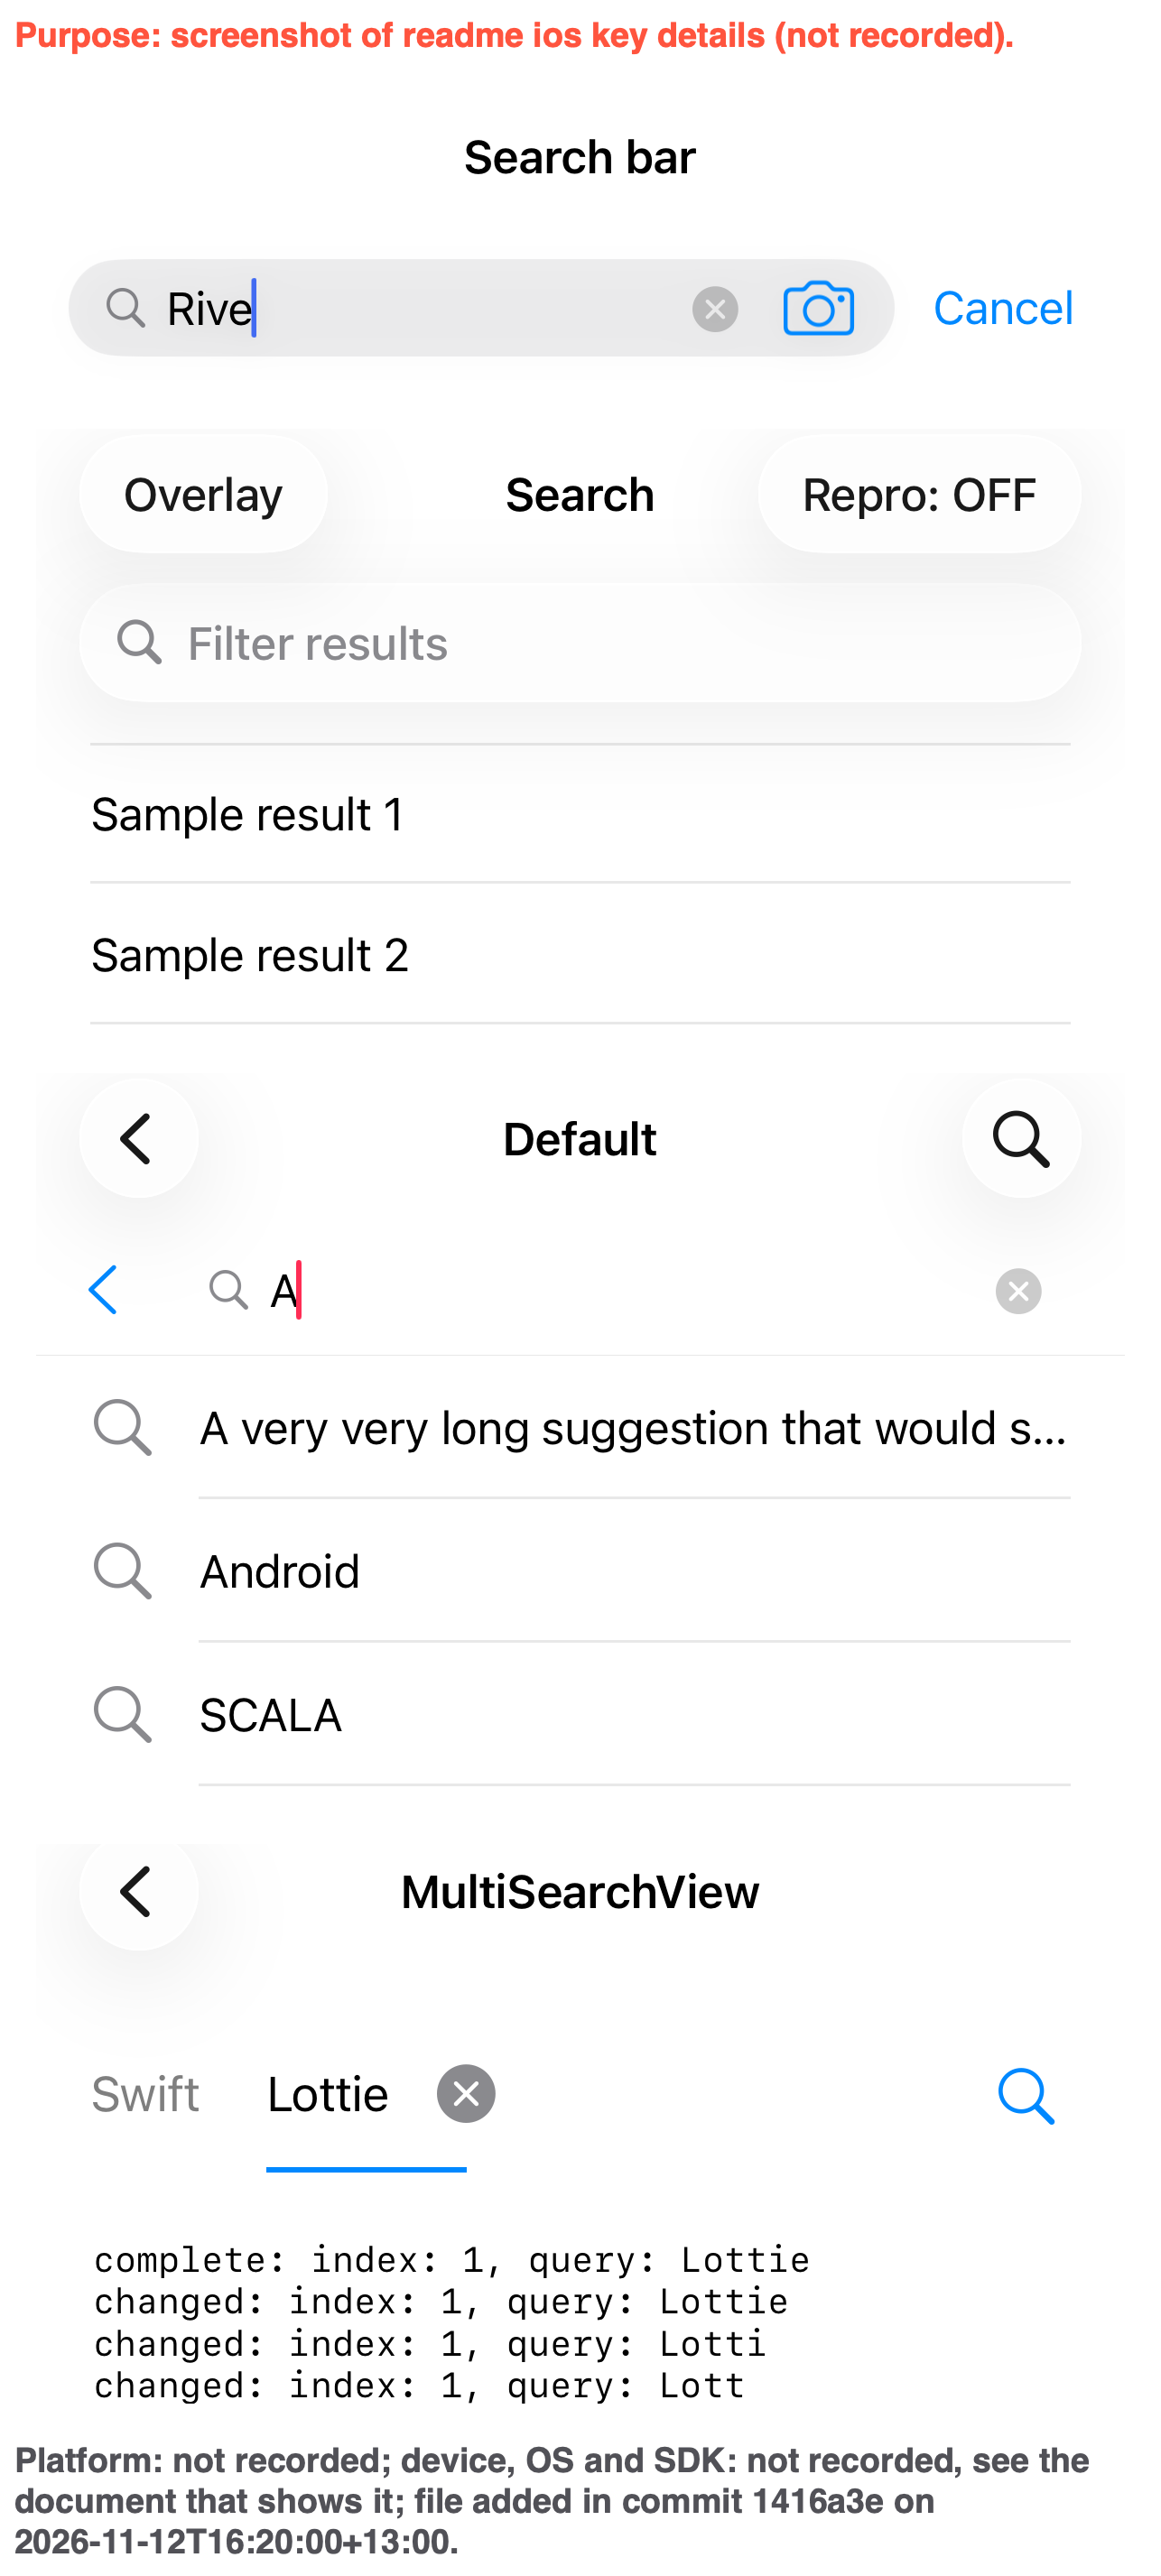 Purpose: screenshot of readme ios key details (not recorded).
Search bar
Rive
Cancel
Overlay
Search
Repro: OFF
Filter results
Sample result 1
Sample result 2
Default
A
A very very long suggestion that would s...
Android
SCALA
MultiSearchView
Swift
Lottie
complete: index: 1, query: Lottie
changed: index: 1, query: Lottie
changed: index: 1, query: Lotti
changed: index: 1, query: Lott
Platform: not recorded; device, OS and SDK: not recorded, see the
document that shows it; file added in commit 1416a3e on
2026-11-12T16:20:00+13:00.